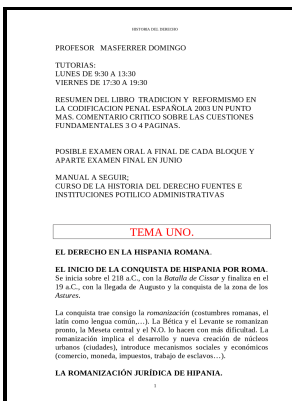 HISTORIA DEL DERECHO
PROFESOR MASFERRER DOMINGO
TUTORIAS:
LUNES DE 9:30 A 13:30
VIERNES DE 17:30 A 19:30
RESUMEN DEL LIBRO TRADICION Y REFORMISMO EN
LA CODIFICACION PENAL ESPAÑOLA 2003 UN PUNTO
MAS. COMENTARIO CRITICO SOBRE LAS CUESTIONES
FUNDAMENTALES 3 O 4 PAGINAS.
POSIBLE EXAMEN ORAL A FINAL DE CADA BLOQUE Y
APARTE EXAMEN FINAL EN JUNIO
MANUAL A SEGUIR;
CURSO DE LA HISTORIA DEL DERECHO FUENTES E
INSTITUCIONES POTILICO ADMINISTRATIVAS
TEMA UNO.
EL DERECHO EN LA HISPANIA ROMANA.
EL INICIO DE LA CONQUISTA DE HISPANIA POR ROMA.
Se inicia sobre el 218 a.C., con la Batalla de Cissar y finaliza en el
19 a.C., con la llegada de Augusto y la conquista de la zona de los
Astures.
La conquista trae consigo la romanización (costumbres romanas, el
latín como lengua común,…). La Bética y el Levante se romanizan
pronto, la Meseta central y el N.O. lo hacen con más dificultad. La
romanización implica el desarrollo y nueva creación de núcleos
urbanos (ciudades), introduce mecanismos sociales y económicos
(comercio, moneda, impuestos, trabajo de esclavos…).
LA ROMANIZACIÓN JURÍDICA DE HIPANIA.
1